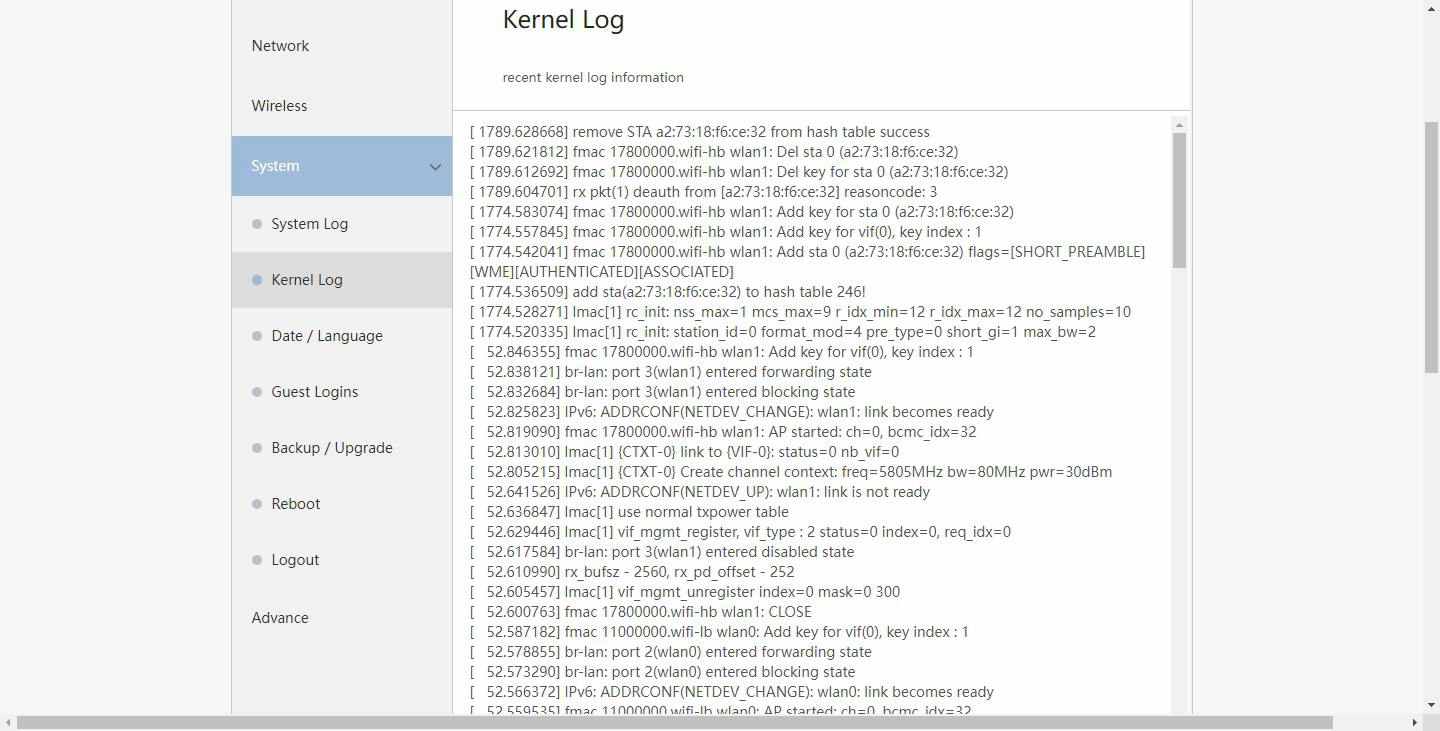 Kernel Log
recent kernel log information
Network
Wireless
System
System Log
Kernel Log
Date / Language
Guest Logins
Backup / Upgrade
Reboot
Logout
Advance
[ 1789.628668] remove STA a2:73:18:f6:ce:32 from hash table success
[ 1789.621812] fmac 17800000.wifi-hb wlan1: Del sta 0 (a2:73:18:f6:ce:32)
[ 1789.612692] fmac 17800000.wifi-hb wlan1: Del key for sta 0 (a2:73:18:f6:ce:32)
[ 1789.604701] rx pkt(1) deauth from [a2:73:18:f6:ce:32] reasoncode: 3
[ 1774.583074] fmac 17800000.wifi-hb wlan1: Add key for sta 0 (a2:73:18:f6:ce:32)
[ 1774.557845] fmac 17800000.wifi-hb wlan1: Add key for vif(0), key index : 1
[ 1774.542041] fmac 17800000.wifi-hb wlan1: Add sta 0 (a2:73:18:f6:ce:32) flags=[SHORT_PREAMBLE]
[WME][AUTHENTICATED][ASSOCIATED]
[ 1774.536509] add sta(a2:73:18:f6:ce:32) to hash table 246!
[ 1774.528271] lmac[1] rc_init: nss_max=1 mcs_max=9 r_idx_min=12 r_idx_max=12 no_samples=10
[ 1774.520335] lmac[1] rc_init: station_id=0 format_mod=4 pre_type=0 short_gi=1 max_bw=2
[ 52.846355] fmac 17800000.wifi-hb wlan1: Add key for vif(0), key index : 1
[ 52.838121] br-lan: port 3(wlan1) entered forwarding state
[ 52.832684] br-lan: port 3(wlan1) entered blocking state
[ 52.825823] IPv6: ADDRCONF(NETDEV_CHANGE): wlan1: link becomes ready
[ 52.819090] fmac 17800000.wifi-hb wlan1: AP started: ch=0, bcmc_idx=32
[ 52.813010] lmac[1] {CTXT-0} link to {VIF-0}: status=0 nb_vif=0
[ 52.805215] lmac[1] {CTXT-0} Create channel context: freq=5805MHz bw=80MHz pwr=30dBm
[ 52.641526] IPv6: ADDRCONF(NETDEV_UP): wlan1: link is not ready
[ 52.636847] lmac[1] use normal txpower table
[ 52.629446] lmac[1] vif_mgmt_register, vif_type : 2 status=0 index=0, req_idx=0
[ 52.617584] br-lan: port 3(wlan1) entered disabled state
[ 52.610990] rx_bufsz - 2560, rx_pd_offset - 252
[ 52.605457] lmac[1] vif_mgmt_unregister index=0 mask=0 300
[ 52.600763] fmac 17800000.wifi-hb wlan1: CLOSE
[ 52.587182] fmac 11000000.wifi-lb wlan0: Add key for vif(0), key index : 1
[ 52.578855] br-lan: port 2(wlan0) entered forwarding state
[ 52.573290] br-lan: port 2(wlan0) entered blocking state
[ 52.566372] IPv6: ADDRCONF(NETDEV_CHANGE): wlan0: link becomes ready
[ 52.559535] fmac 11000000.wifi-lb wlan0: AP started: ch=0, bcmc_idx=32